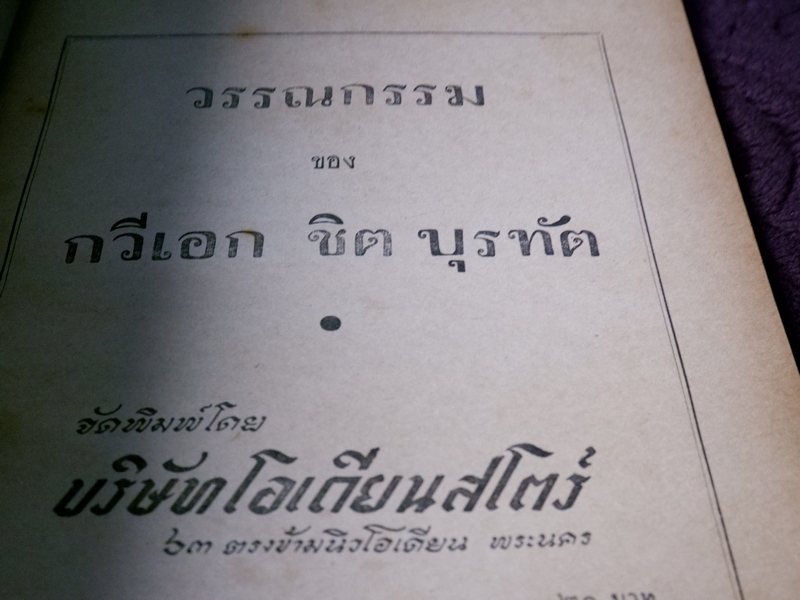 วรรณกรรม
ของ
กวีเอก ชิต บุรทัต
จัดพิมพ์โดย
บริษัทโอเดียนสโตร์
๖๓ ตรงข้ามนิวโอเดียน พระนคร
บาท